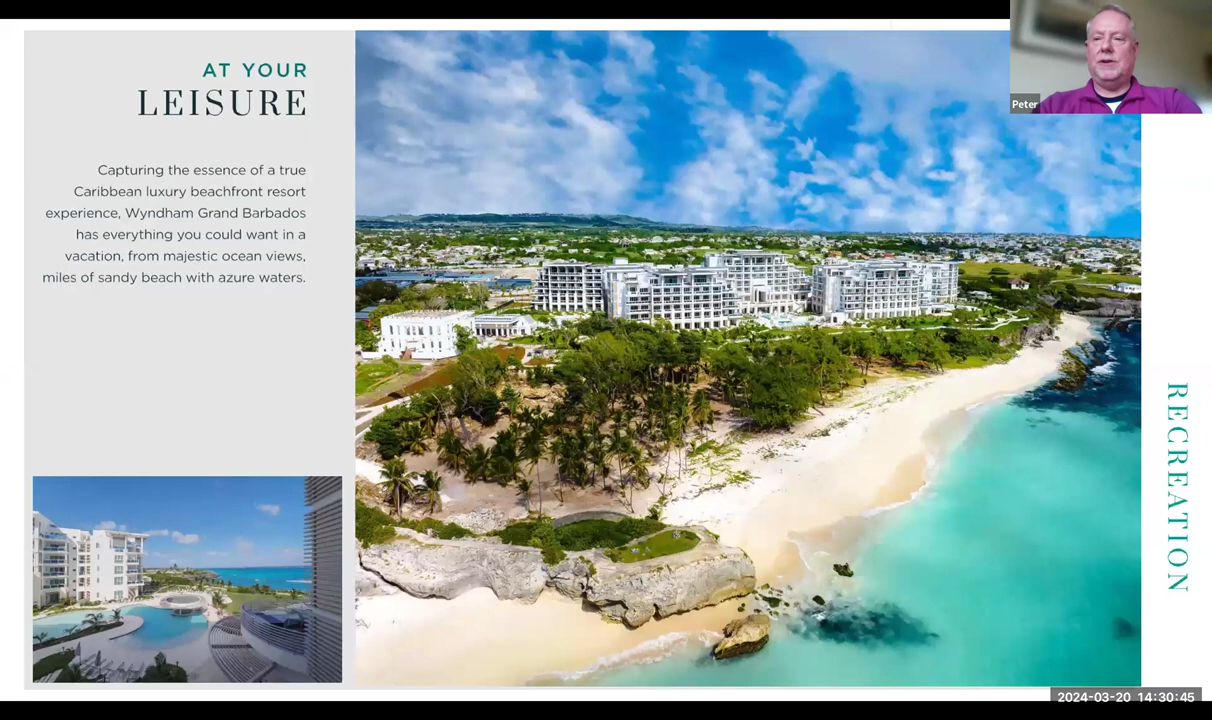 AT YOUR
LEISURE
Capturing the essence of a true
Caribbean luxury beachfront resort
experience, Wyndham Grand Barbados
has everything you could want in a
vacation, from majestic ocean views,
miles of sandy beach with azure waters.
Peter
RECREATION
2024-03-20 14:30:45